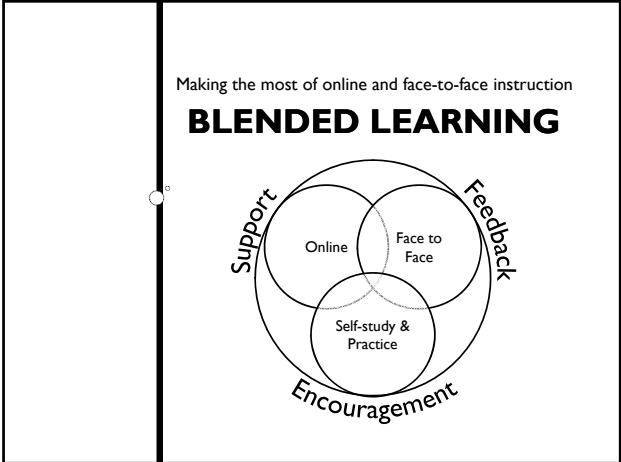 Making the most of online and face-to-face instruction
BLENDED LEARNING
Support
Feedback
Online
Face to
Face
Self-study &
Practice
Encouragement